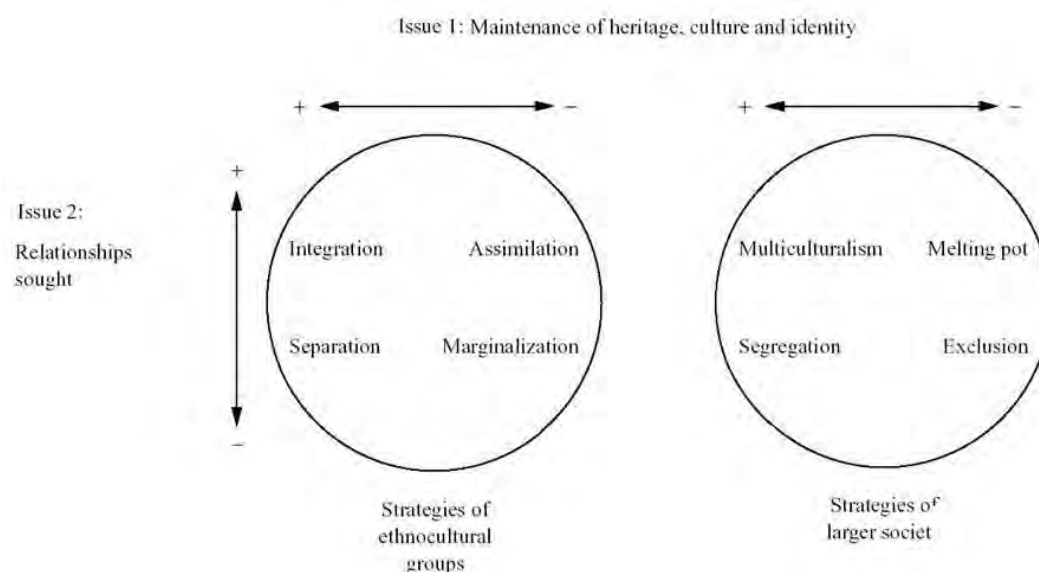 Issue 1: Maintenance of heritage, culture and identity
+ −
+ −
+
Issue 2:
Relationships
sought
−
Integration Assimilation
Separation Marginalization
Multiculturalism Melting pot
Segregation Exclusion
Strategies of
ethnocultural
groups
Strategies of
larger societ